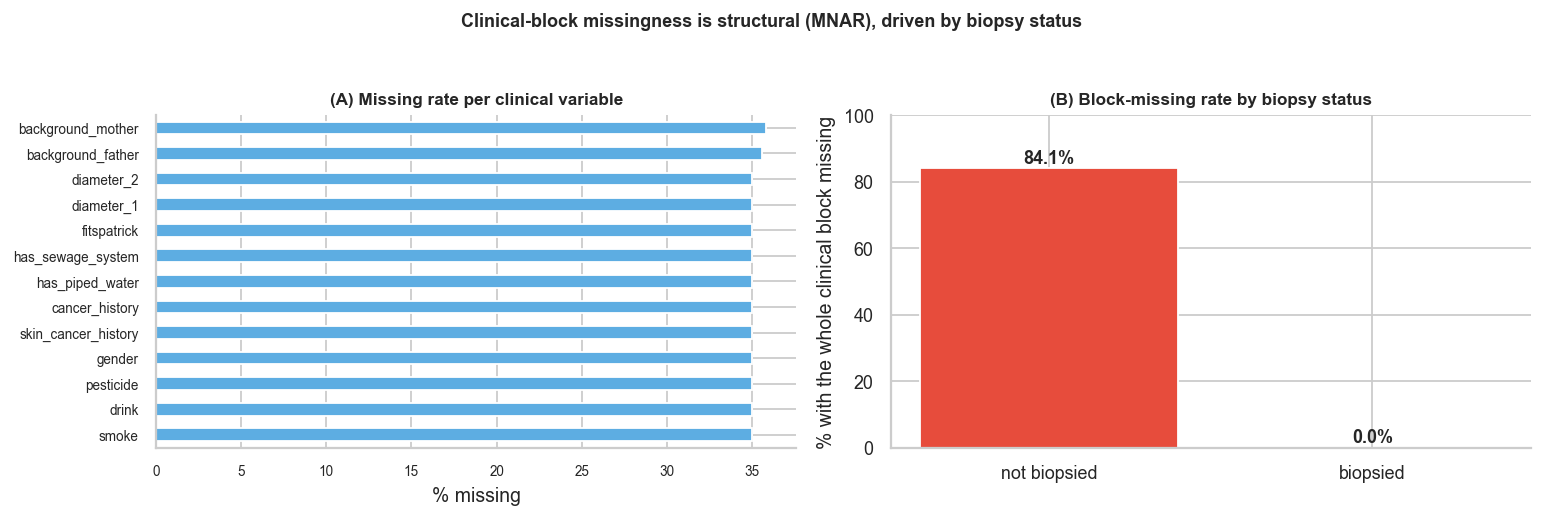 Clinical-block missingness is structural (MNAR), driven by biopsy status
(A) Missing rate per clinical variable
background_mother
background_father
diameter_2
diameter_1
fitspatrick
has_sewage_system
has_piped_water
cancer_history
skin_cancer_history
gender
pesticide
drink
smoke
0 5 10 15 20 25 30 35
% missing
(B) Block-missing rate by biopsy status
% with the whole clinical block missing
100
80
60
40
20
0
84.1%
0.0%
not biopsied biopsied